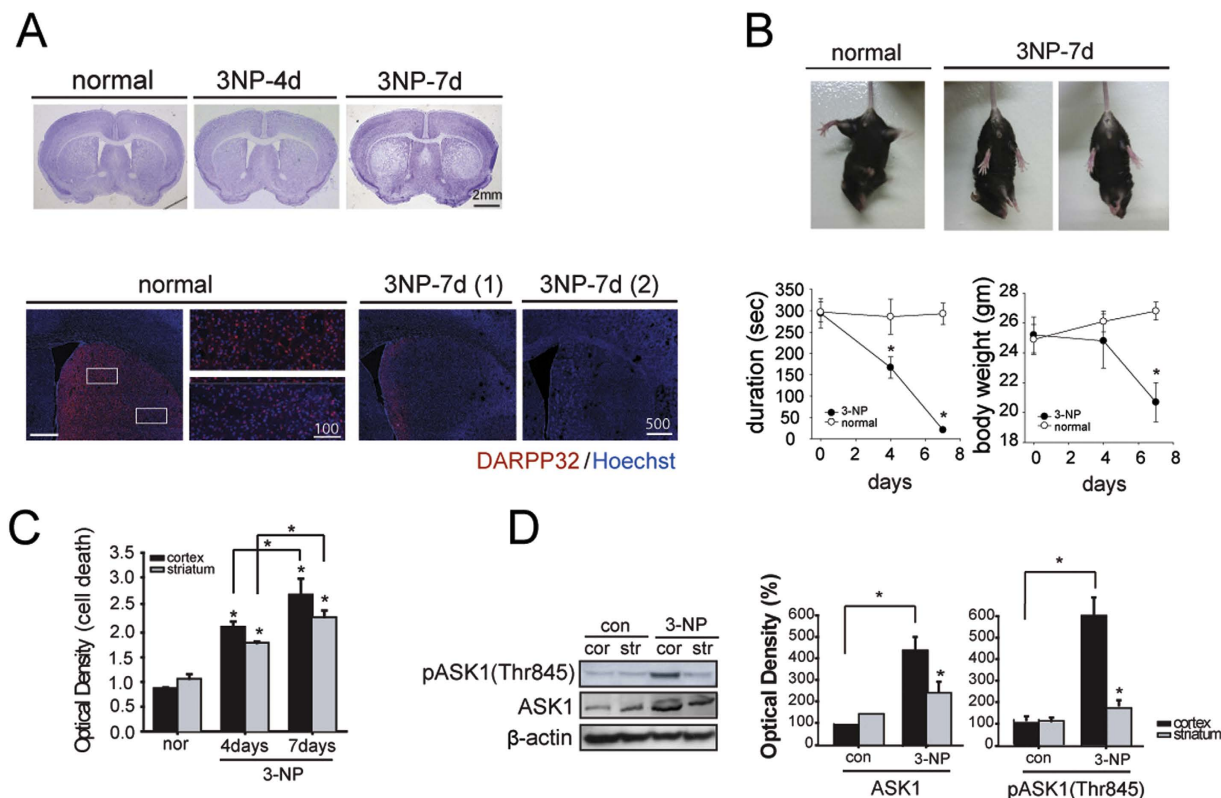 A
normal
3NP-4d
3NP-7d
2mm
normal
3NP-7d (1)
3NP-7d (2)
100
500
DARPP32 / Hoechst
B
normal
3NP-7d
duration (sec)
350
300
250
200
150
100
50
0
*
*
3-NP
normal
0 2 4 6 8
days
body weight (gm)
28
26
24
22
20
18
*
3-NP
normal
0 2 4 6 8
days
C
Optical Density (cell death)
3.5
3.0
2.5
2.0
1.5
1.0
0.5
0.0
cortex
striatum
*
*
* *
* *
nor 4days 7days
3-NP
D
con 3-NP
cor str cor str
pASK1(Thr845)
ASK1
β-actin
Optical Density (%)
600
500
400
300
200
100
0
*
*
con 3-NP
ASK1
600
500
400
300
200
100
0
*
*
cortex
striatum
con 3-NP
pASK1(Thr845)